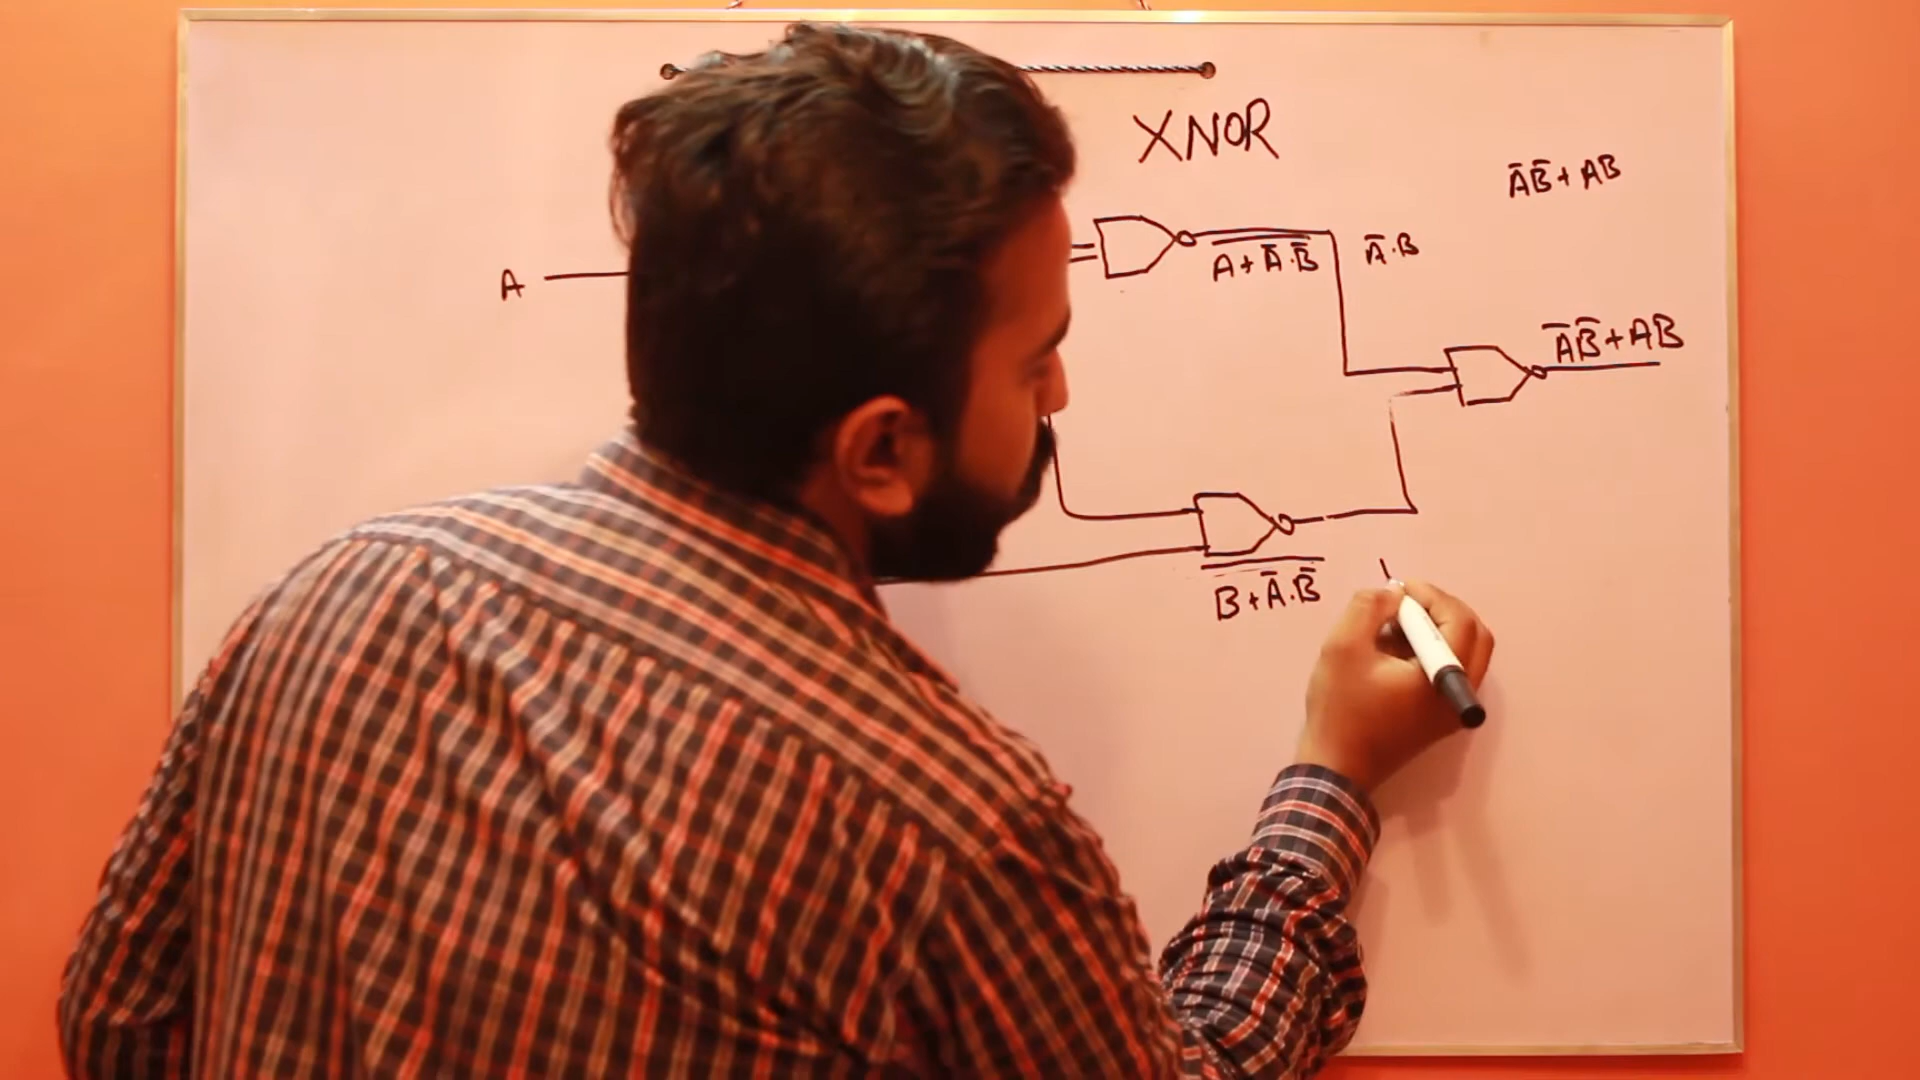 XNOR
A̅B̅ + AB
A
A̅ + A̅.B̅
A̅.B
A̅B̅ + AB
B + A̅.B̅